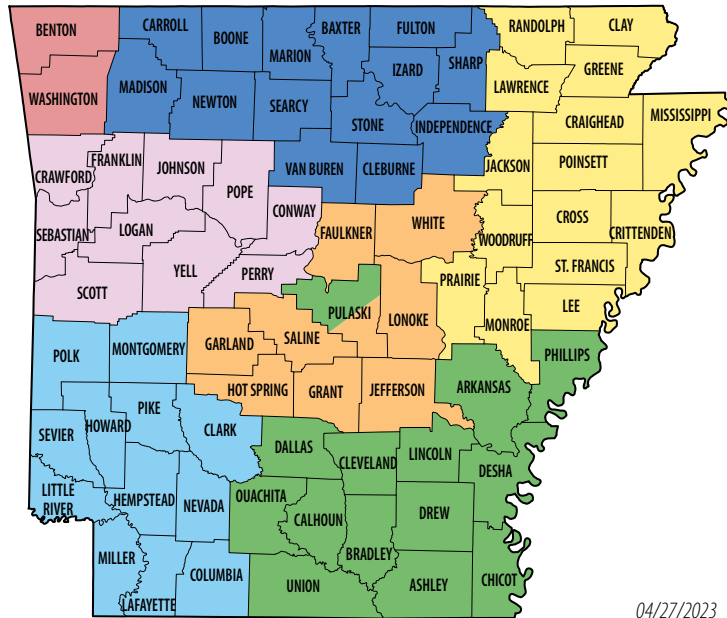 BENTON
CARROLL
BOONE
MARION
BAXTER
FULTON
RANDOLPH
CLAY
WASHINGTON
MADISON
NEWTON
SEARCY
IZARD
SHARP
LAWRENCE
GREENE
STONE
INDEPENDENCE
CRAIGHEAD
MISSISSIPPI
CRAWFORD
FRANKLIN
JOHNSON
POPE
VAN BUREN
CLEBURNE
JACKSON
POINSETT
SEBASTIAN
LOGAN
CONWAY
FAULKNER
WHITE
WOODRUFF
CROSS
CRITTENDEN
SCOTT
YELL
PERRY
PULASKI
LONOKE
PRAIRIE
MONROE
ST. FRANCIS
LEE
POLK
MONTGOMERY
GARLAND
SALINE
HOT SPRING
GRANT
JEFFERSON
ARKANSAS
PHILLIPS
SEVIER
HOWARD
PIKE
CLARK
DALLAS
CLEVELAND
LINCOLN
DESHA
LITTLE
RIVER
HEMPSTEAD
NEVADA
OUACHITA
CALHOUN
BRADLEY
DREW
MILLER
LAFAYETTE
COLUMBIA
UNION
ASHLEY
CHICOT
04/27/2023